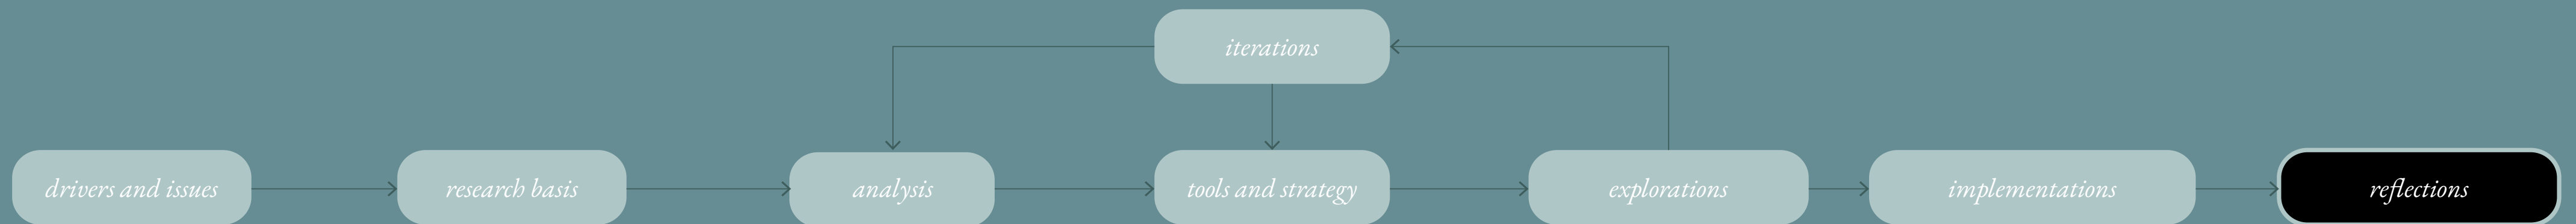 iterations
drivers and issues
research basis
analysis
tools and strategy
explorations
implementations
reflections